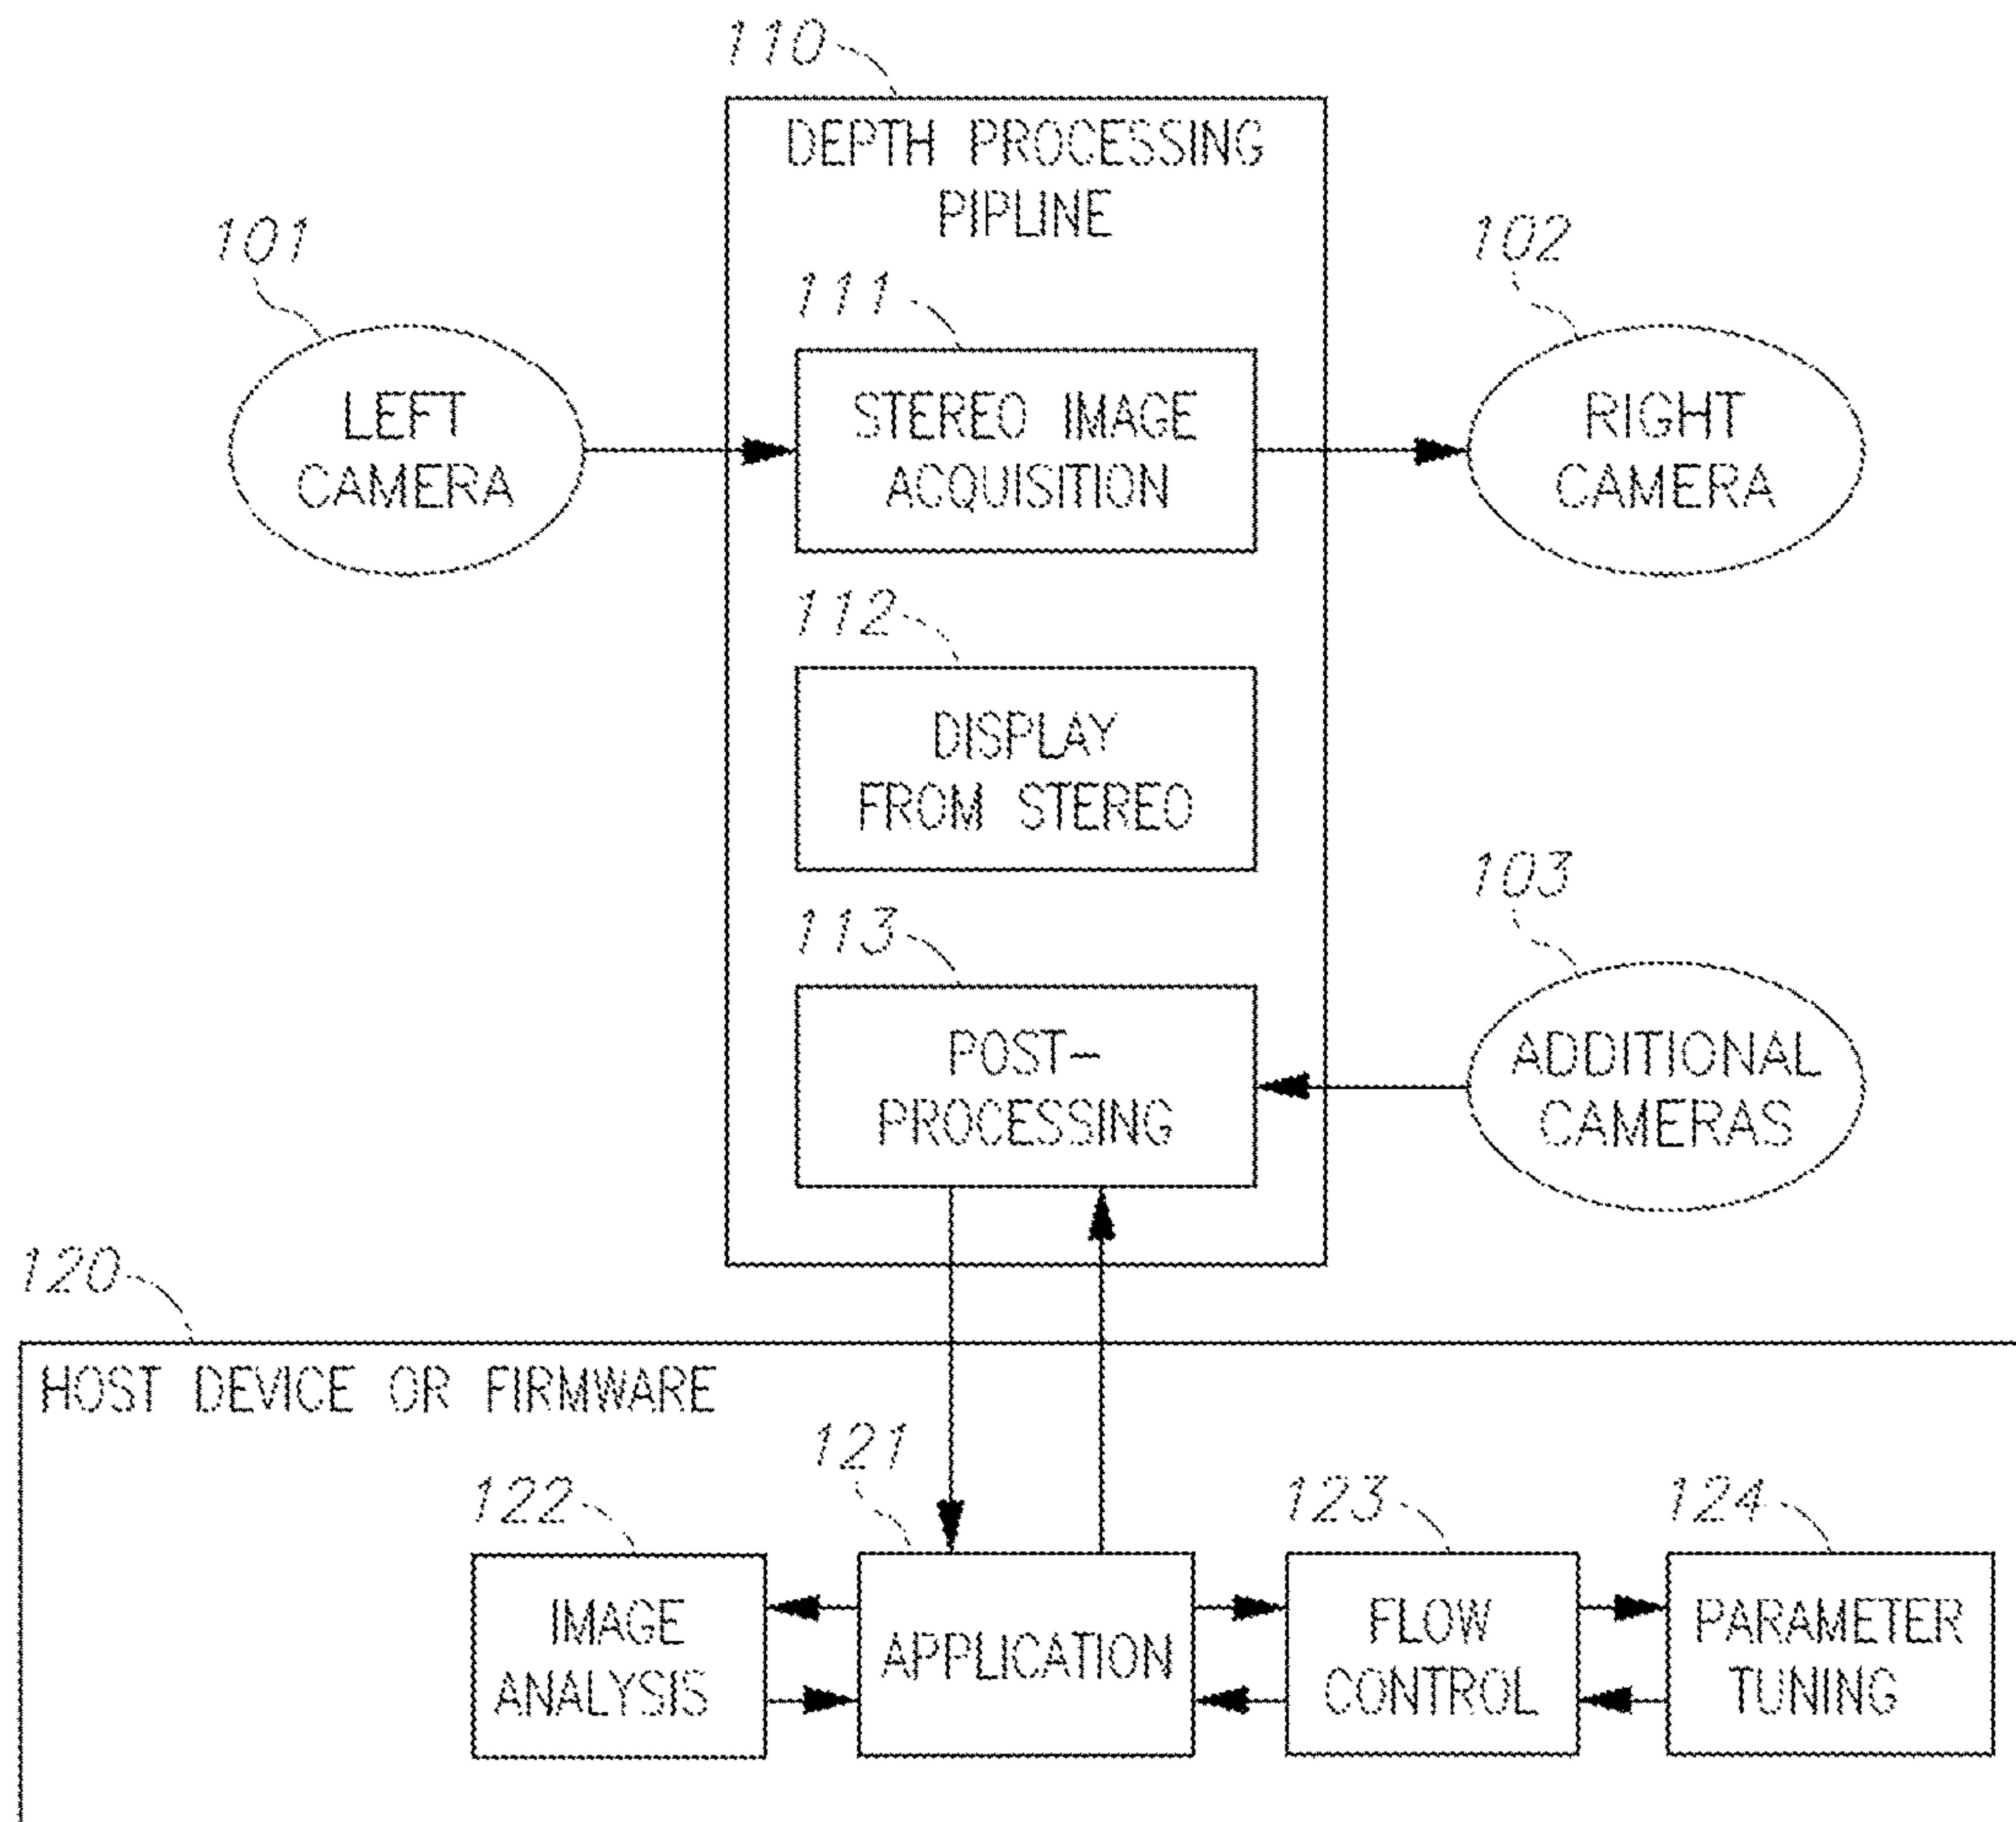 110
DEPTH PROCESSING
PIPLINE
101
102
111
LEFT
CAMERA
STEREO IMAGE
ACQUISITION
RIGHT
CAMERA
112
DISPLAY
FROM STEREO
103
113
POST-
PROCESSING
ADDITIONAL
CAMERAS
120
HOST DEVICE OR FIRMWARE
121
122
123
124
IMAGE
ANALYSIS
APPLICATION
FLOW
CONTROL
PARAMETER
TUNING